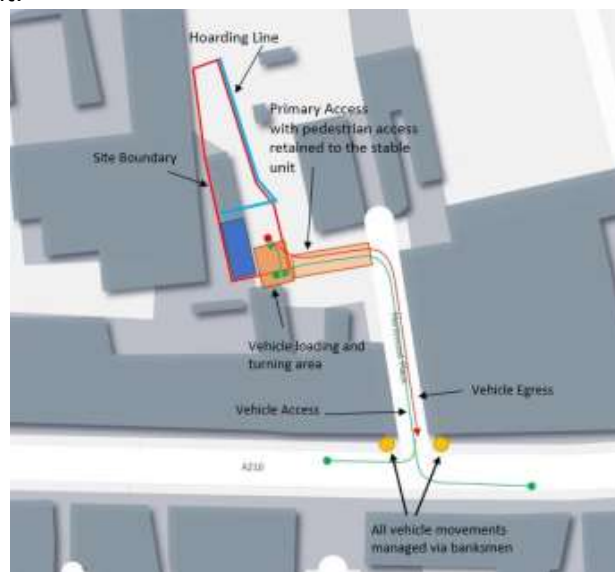 Hoarding Line
Primary Access
with pedestrian access
retained to the stable
unit
Site Boundary
Vehicle loading and
turning area
Vehicle Egress
Vehicle Access
A210
All vehicle movements
managed via banksmen